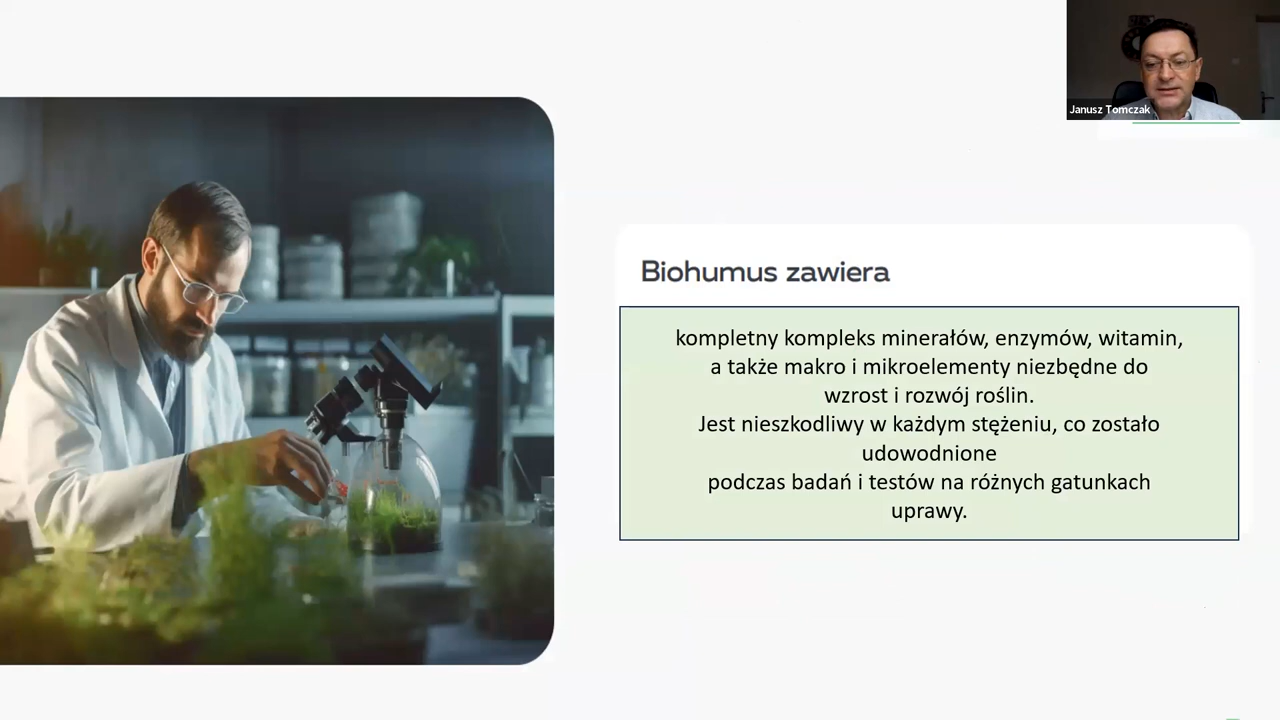 Janusz Tomczak
Biohumus zawiera
kompletny kompleks minerałów, enzymów, witamin,
a także makro i mikroelementy niezbędne do
wzrost i rozwój roślin.
Jest nieszkodliwy w każdym stężeniu, co zostało
udowodnione
podczas badań i testów na różnych gatunkach
uprawy.